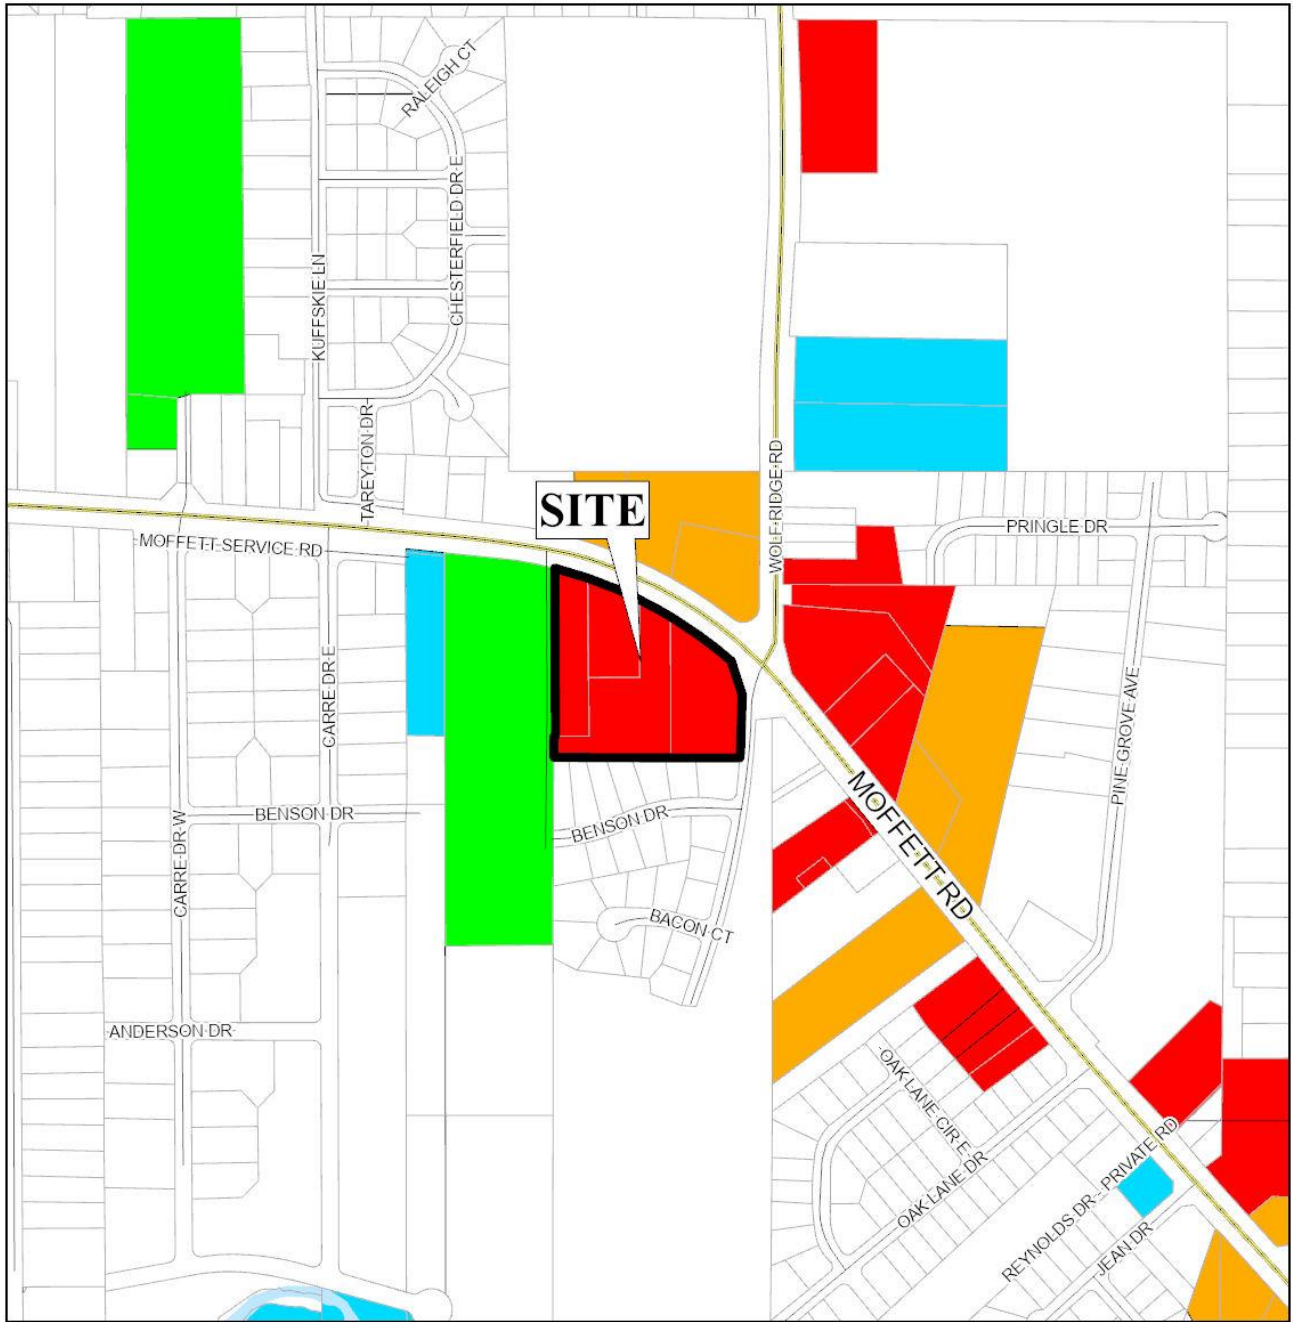 RALEIGH CT
CHESTERFIELD DR E
KUFFSKIE LN
TAREYTON DR
WOLF RIDGE RD
SITE
PRINGLE DR
MOFFETT SERVICE RD
CARRE DR E
PINE GROVE AVE
MOFFETT RD
BENSON DR
BENSON DR
CARRE DR W
BACON CT
ANDERSON DR
OAK LANE CIR E
OAK LANE DR
REYNOLDS DR - PRIVATE RD
JEAN DR